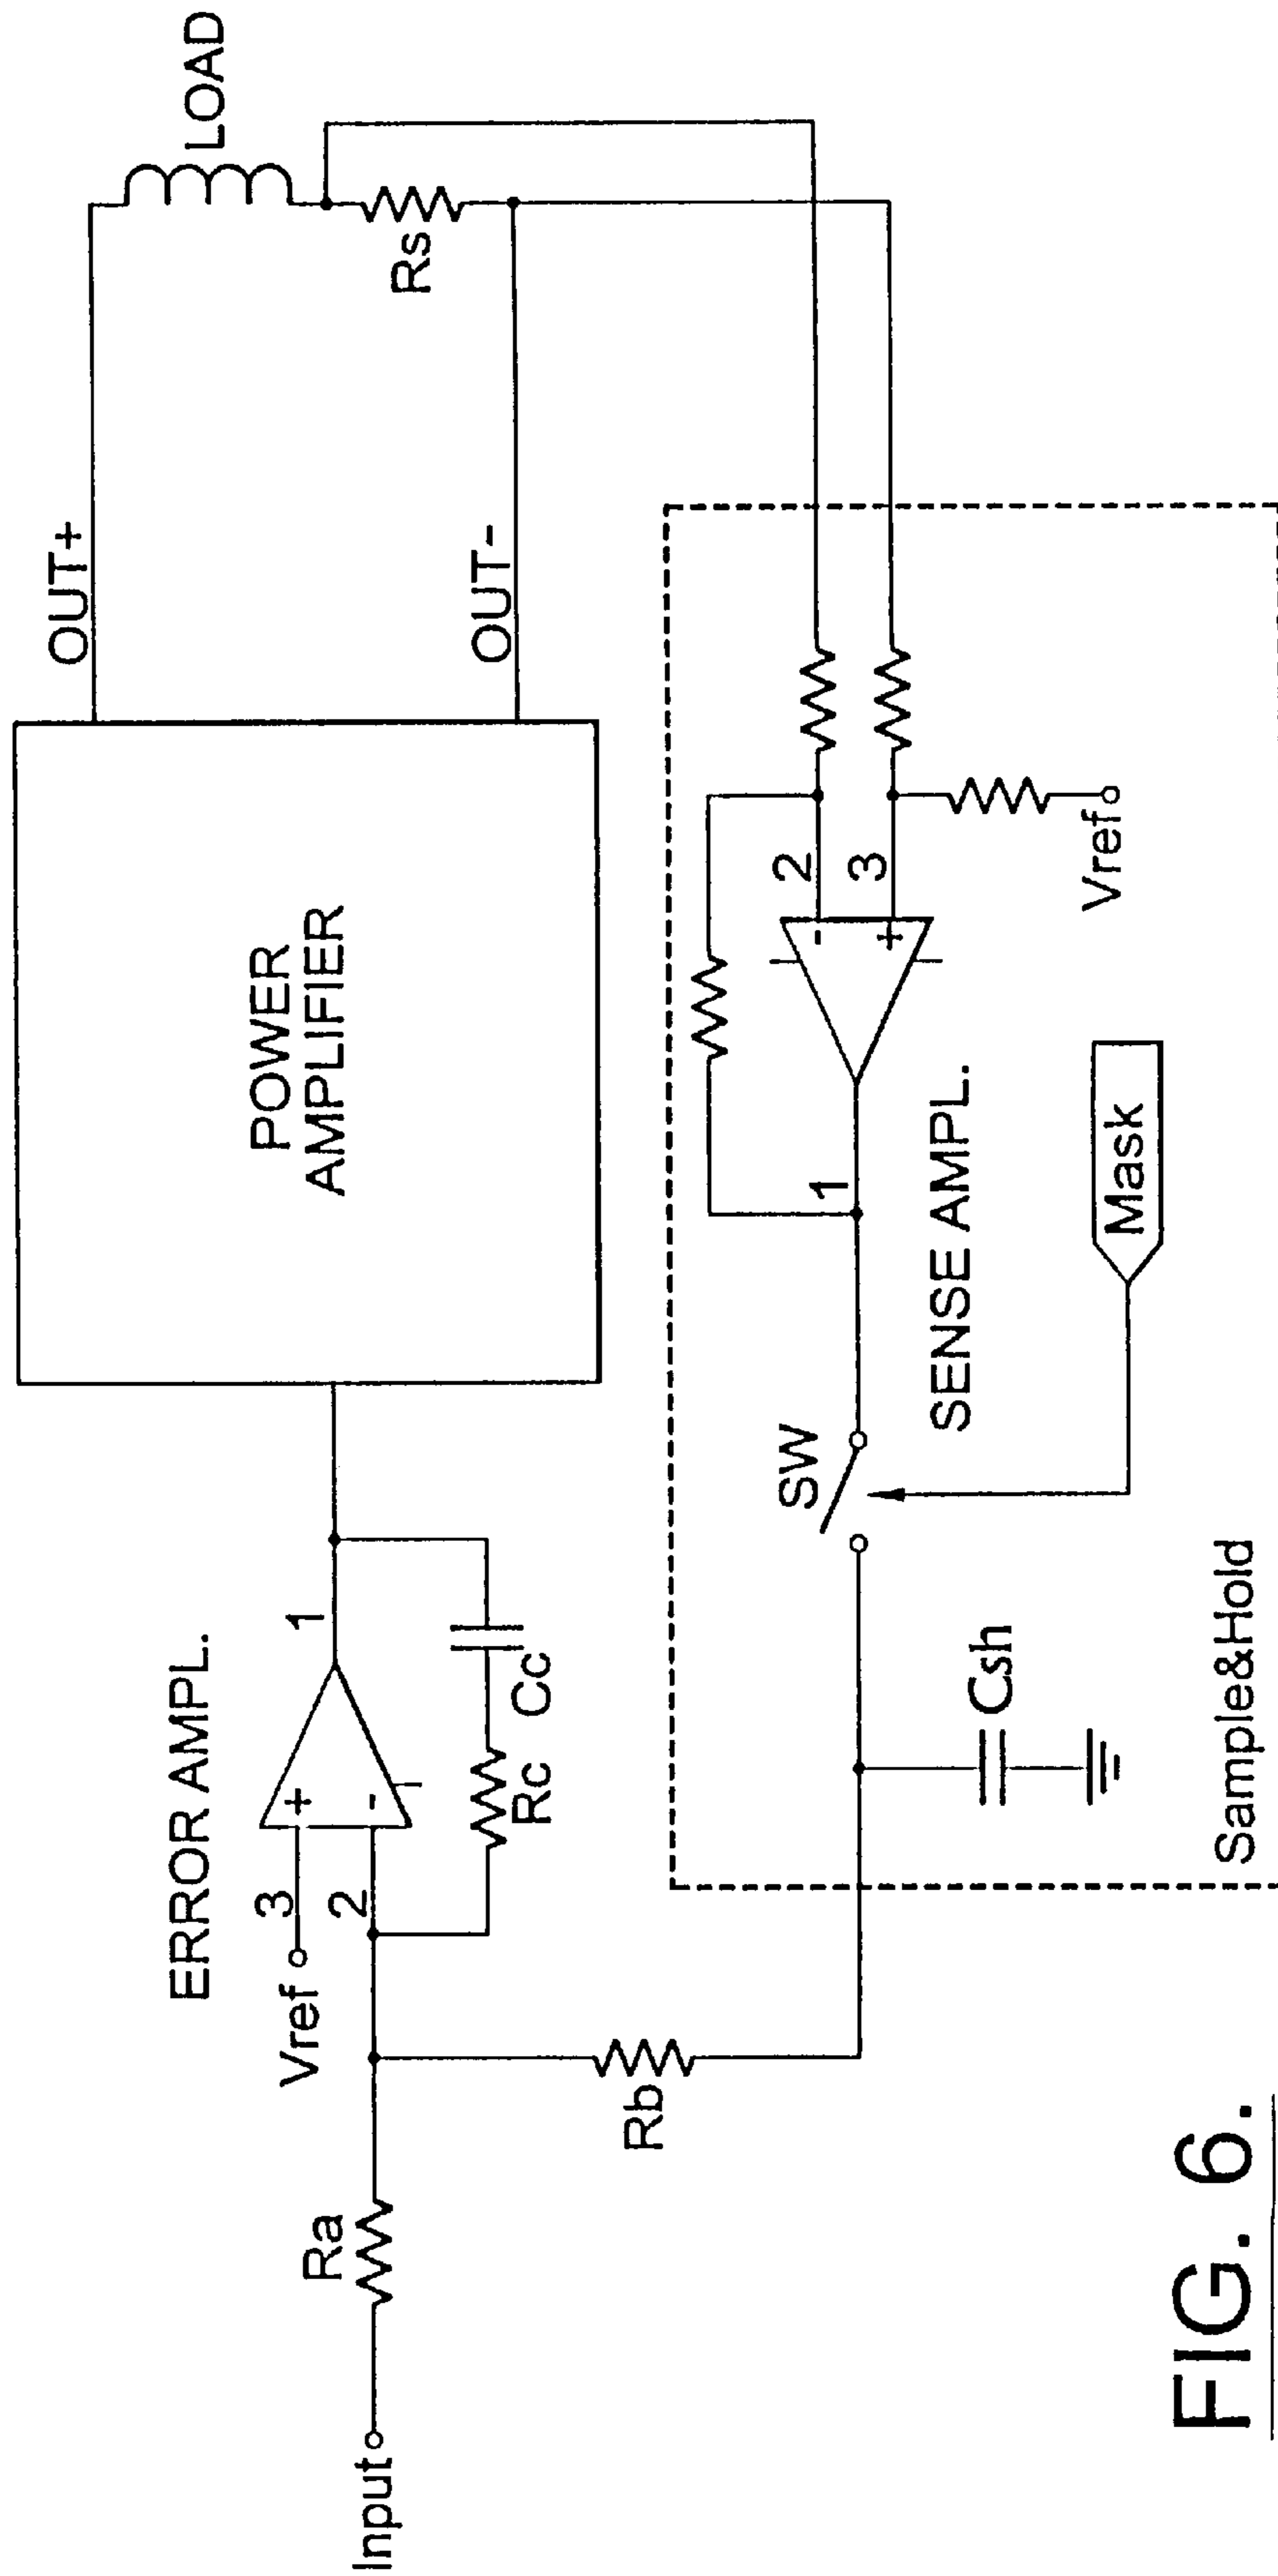 OUT+
LOAD
Rs
OUT-
POWER
AMPLIFIER
ERROR AMPL.
1
3
+
Vref
2
-
Rc
Cc
Ra
Input
Rb
2
-
3
+
Vref
1
SENSE AMPL.
SW
Mask
Csh
Sample&Hold
FIG. 6.